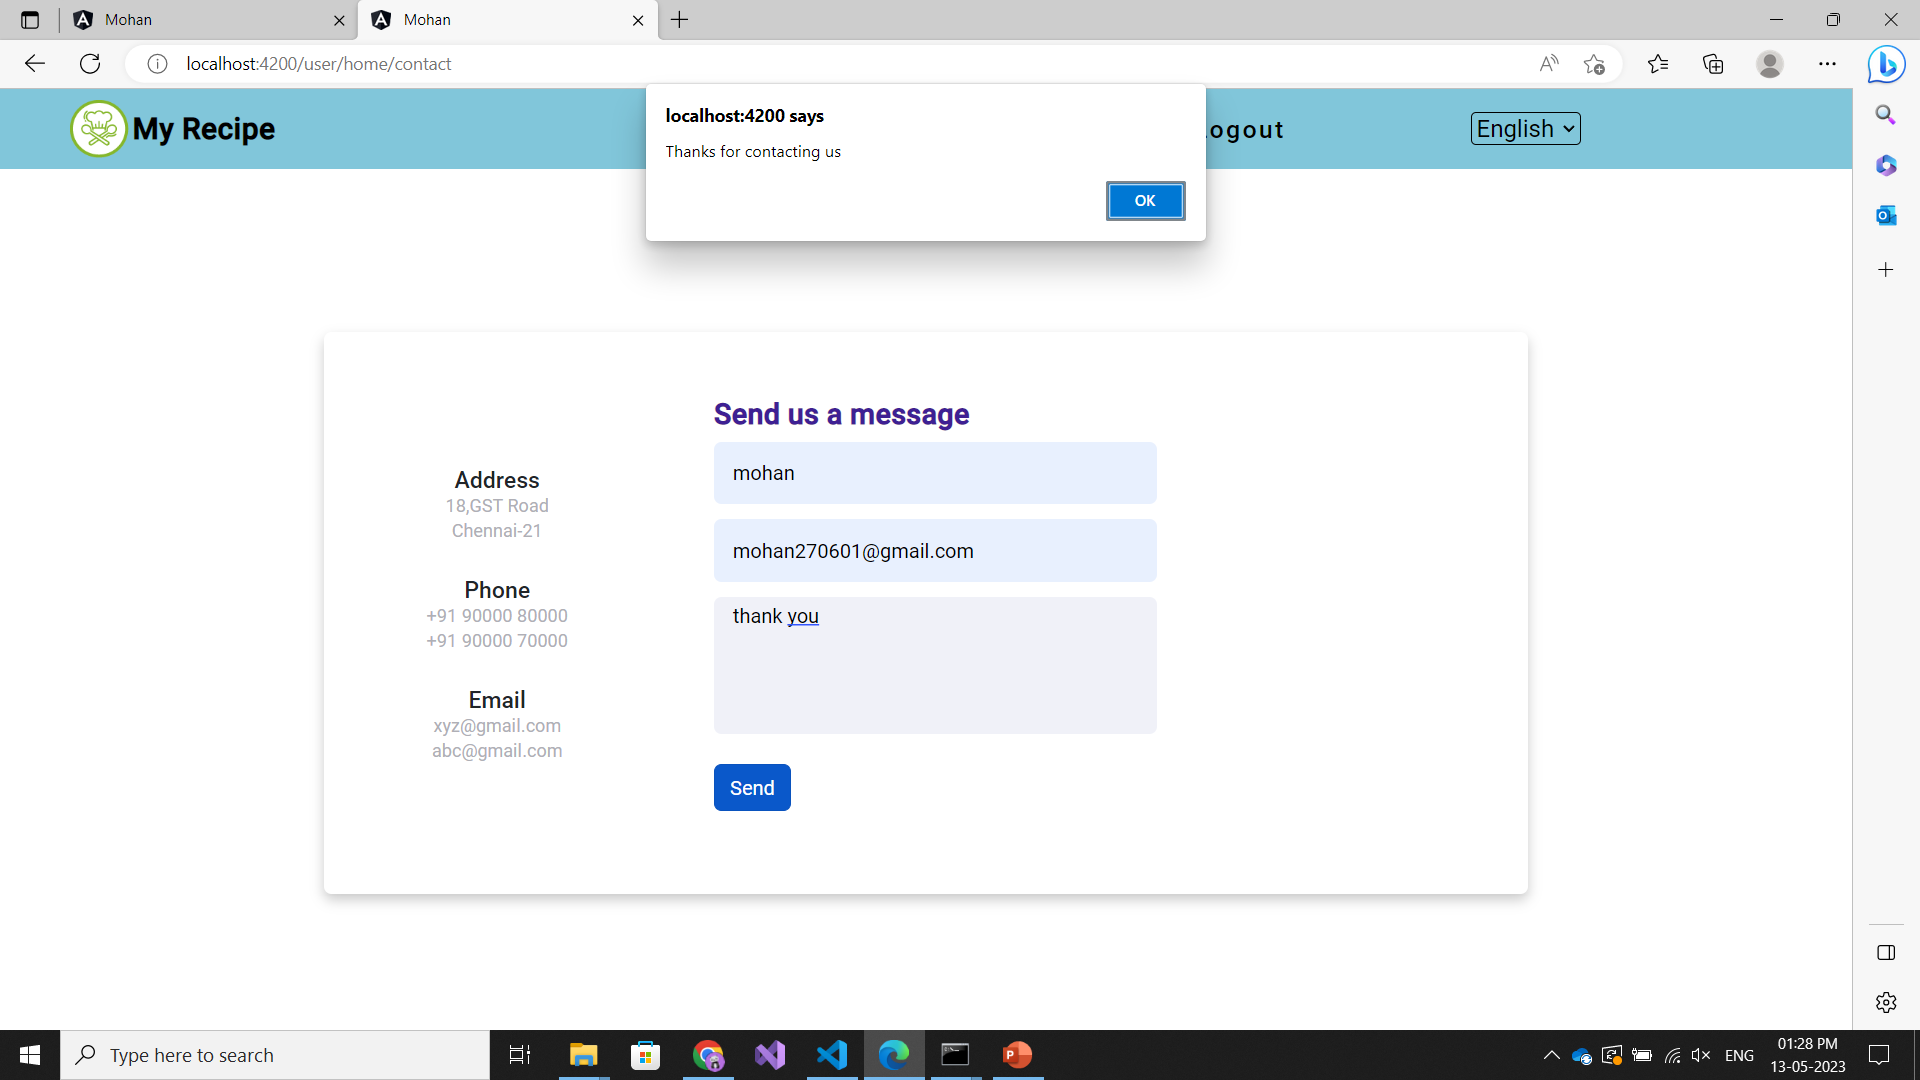 Mohan
Mohan
localhost:4200/user/home/contact
My Recipe
English
localhost:4200 says
Thanks for contacting us
OK
Send us a message
mohan
mohan270601@gmail.com
thank you
Send
Address
18,GST Road
Chennai-21
Phone
+91 90000 80000
+91 90000 70000
Email
xyz@gmail.com
abc@gmail.com
Type here to search
ENG
01:28 PM
13-05-2023